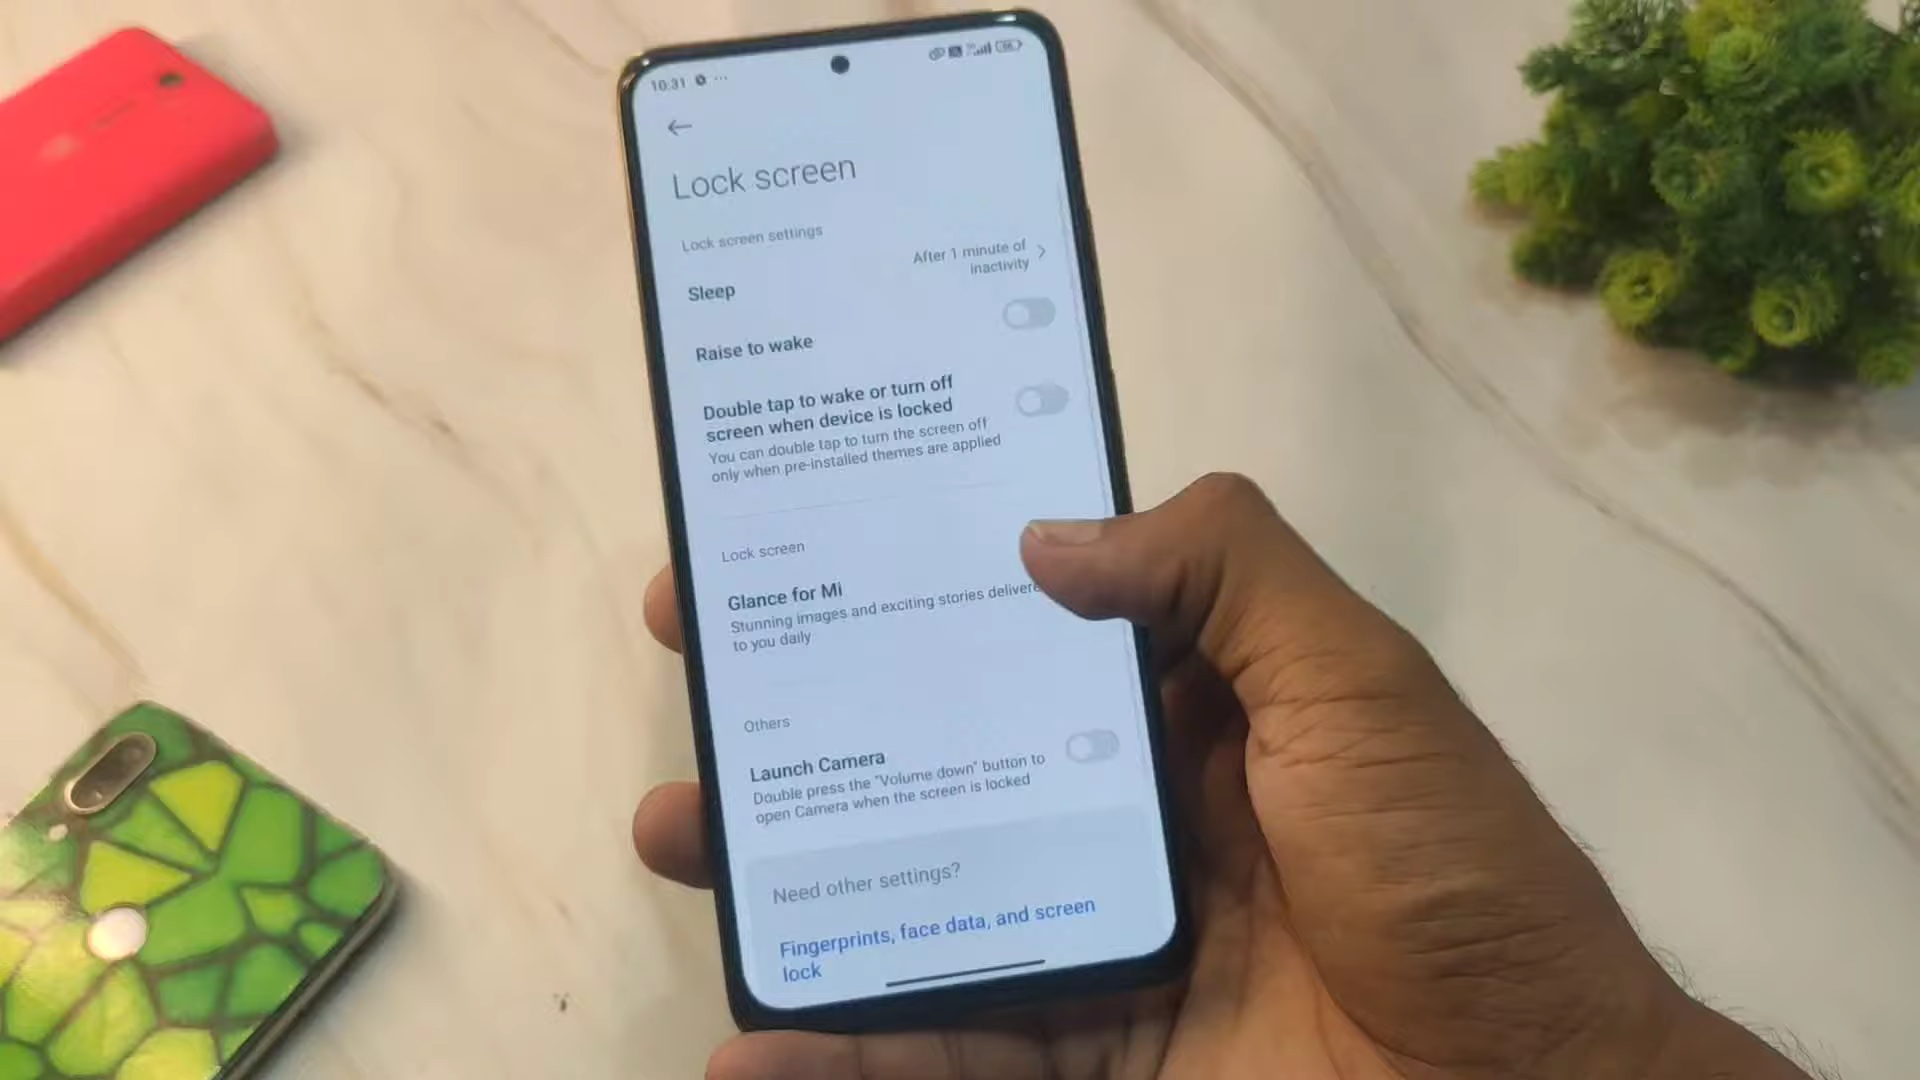 10:31 ...
Lock screen
Lock screen settings
Sleep
After 1 minute of
inactivity
Raise to wake
Double tap to wake or turn off
screen when device is locked
You can double tap to turn the screen off
only when pre-installed themes are applied
Lock screen
Glance for Mi
Stunning images and exciting stories delivere
to you daily
Others
Launch Camera
Double press the "Volume down" button to
open Camera when the screen is locked
Need other settings?
Fingerprints, face data, and screen
lock